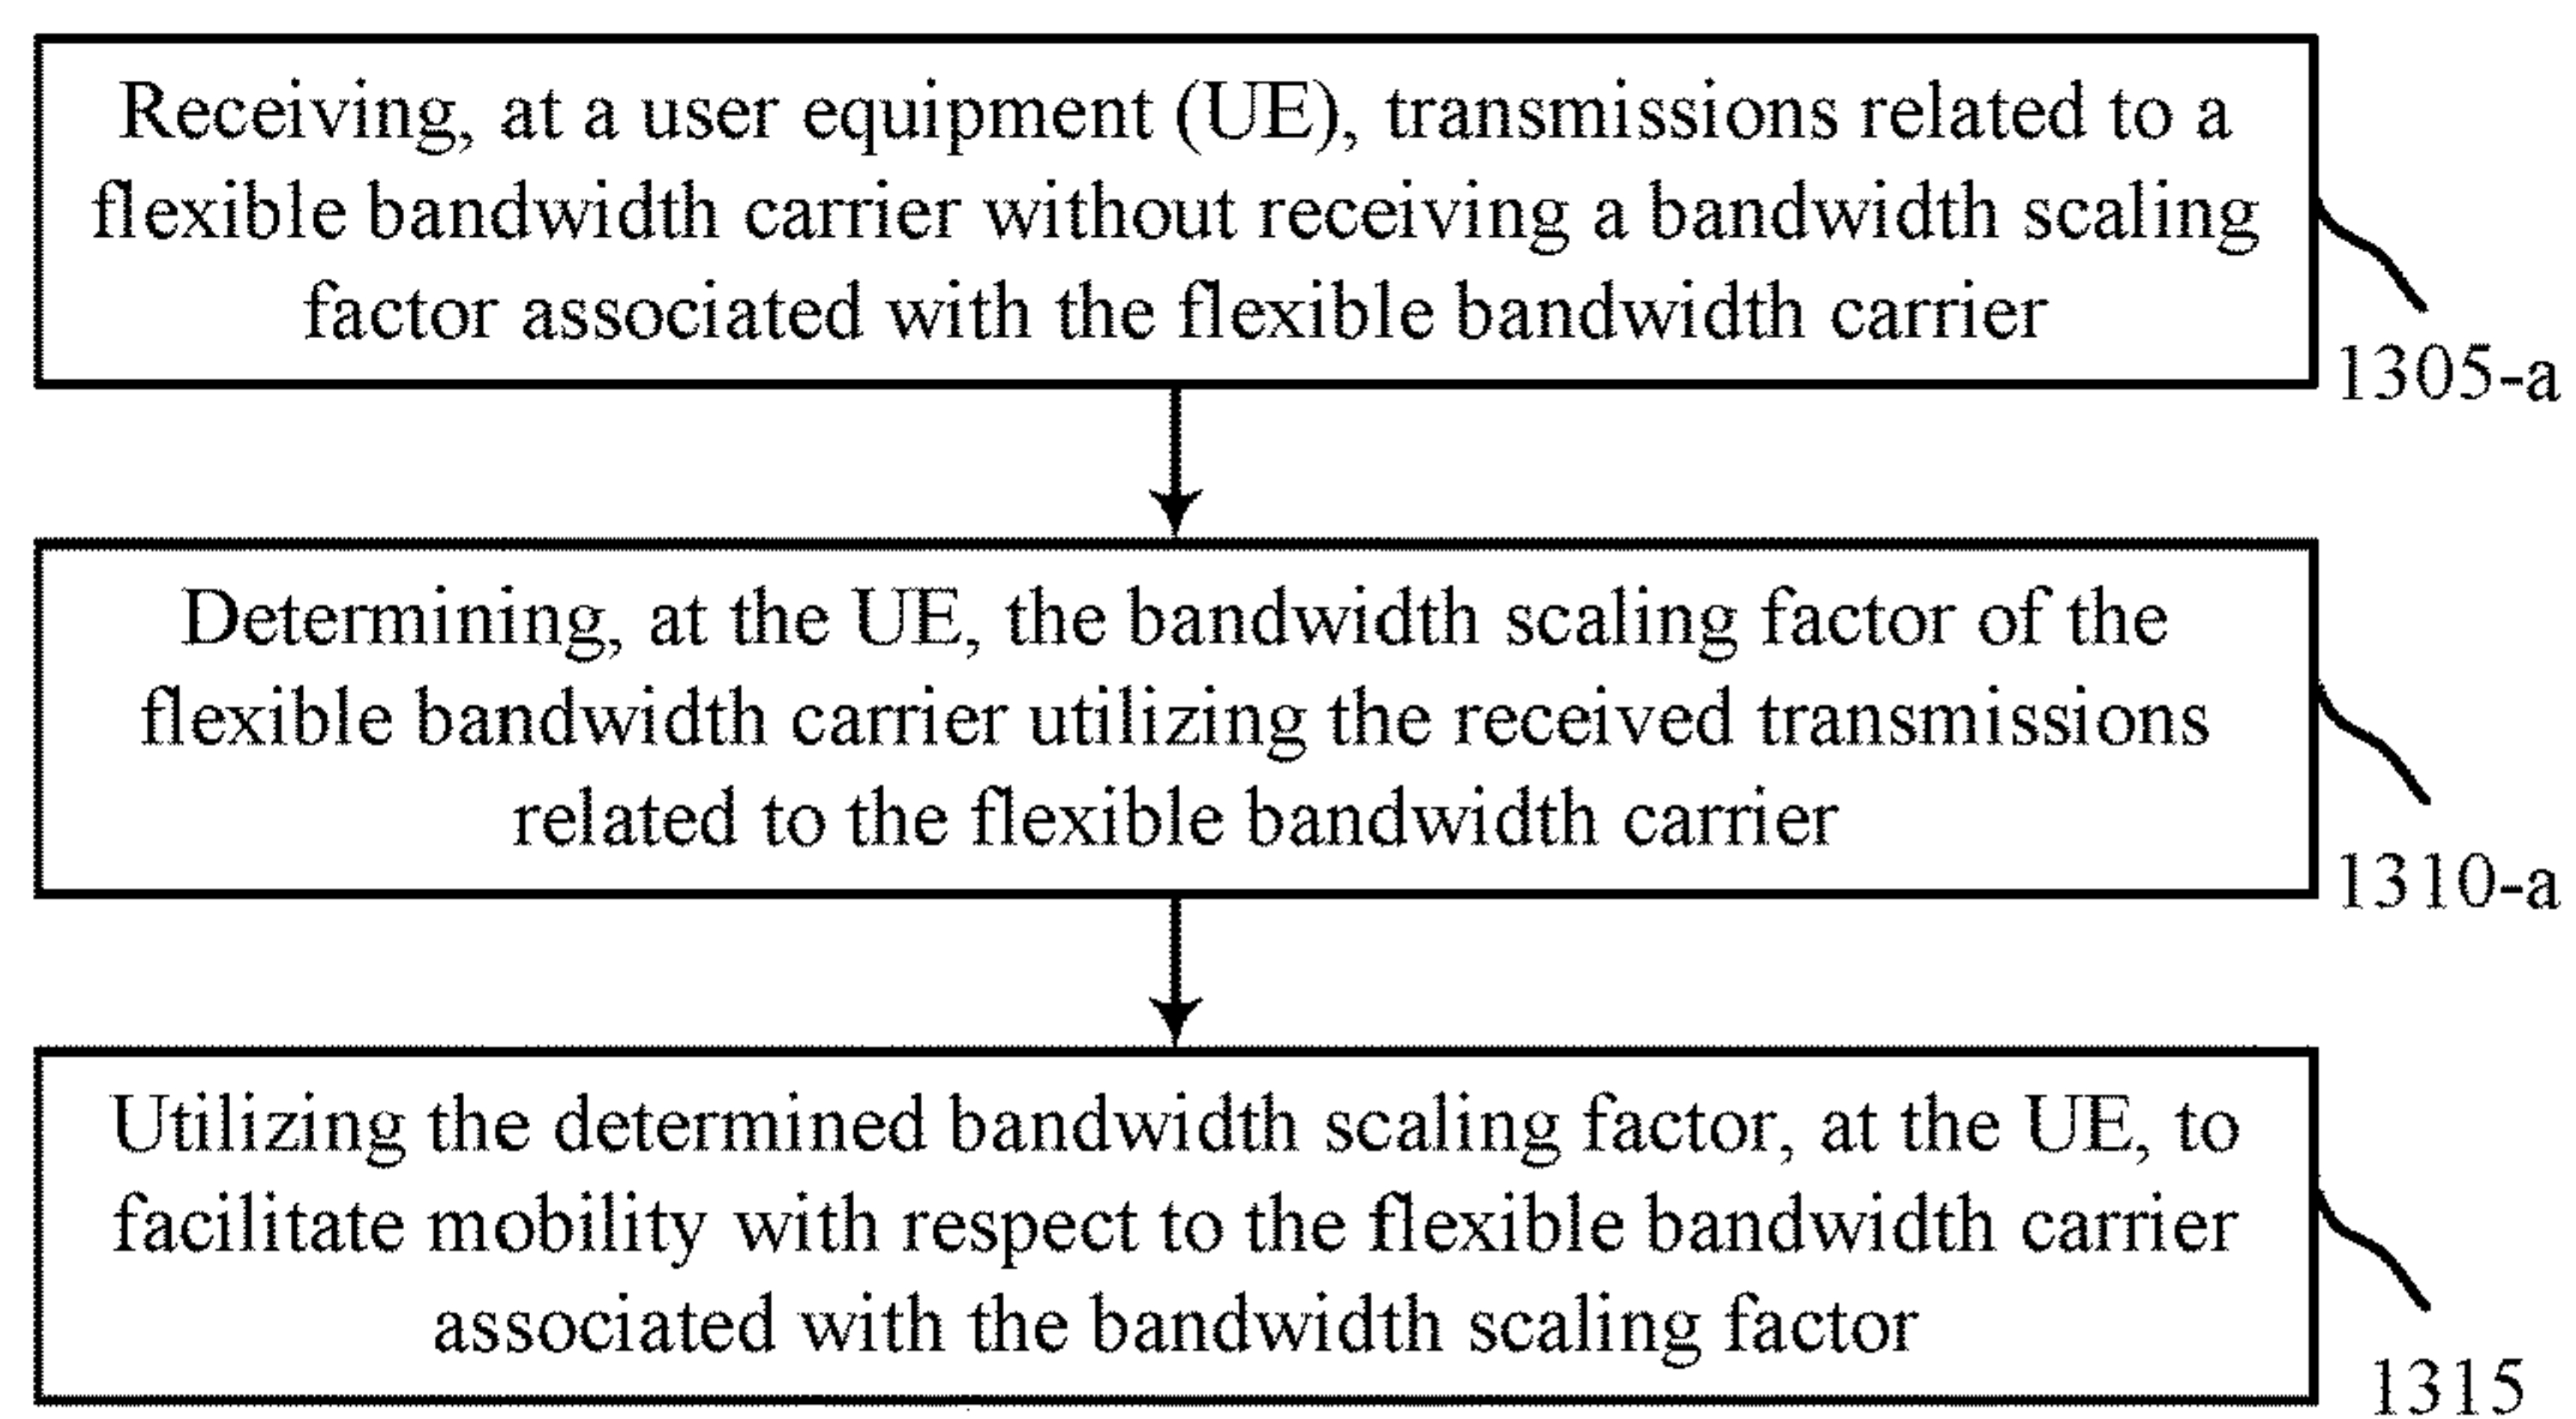 Receiving, at a user equipment (UE), transmissions related to a
flexible bandwidth carrier without receiving a bandwidth scaling
factor associated with the flexible bandwidth carrier
1305-a
Determining, at the UE, the bandwidth scaling factor of the
flexible bandwidth carrier utilizing the received transmissions
related to the flexible bandwidth carrier
1310-a
Utilizing the determined bandwidth scaling factor, at the UE, to
facilitate mobility with respect to the flexible bandwidth carrier
associated with the bandwidth scaling factor
1315